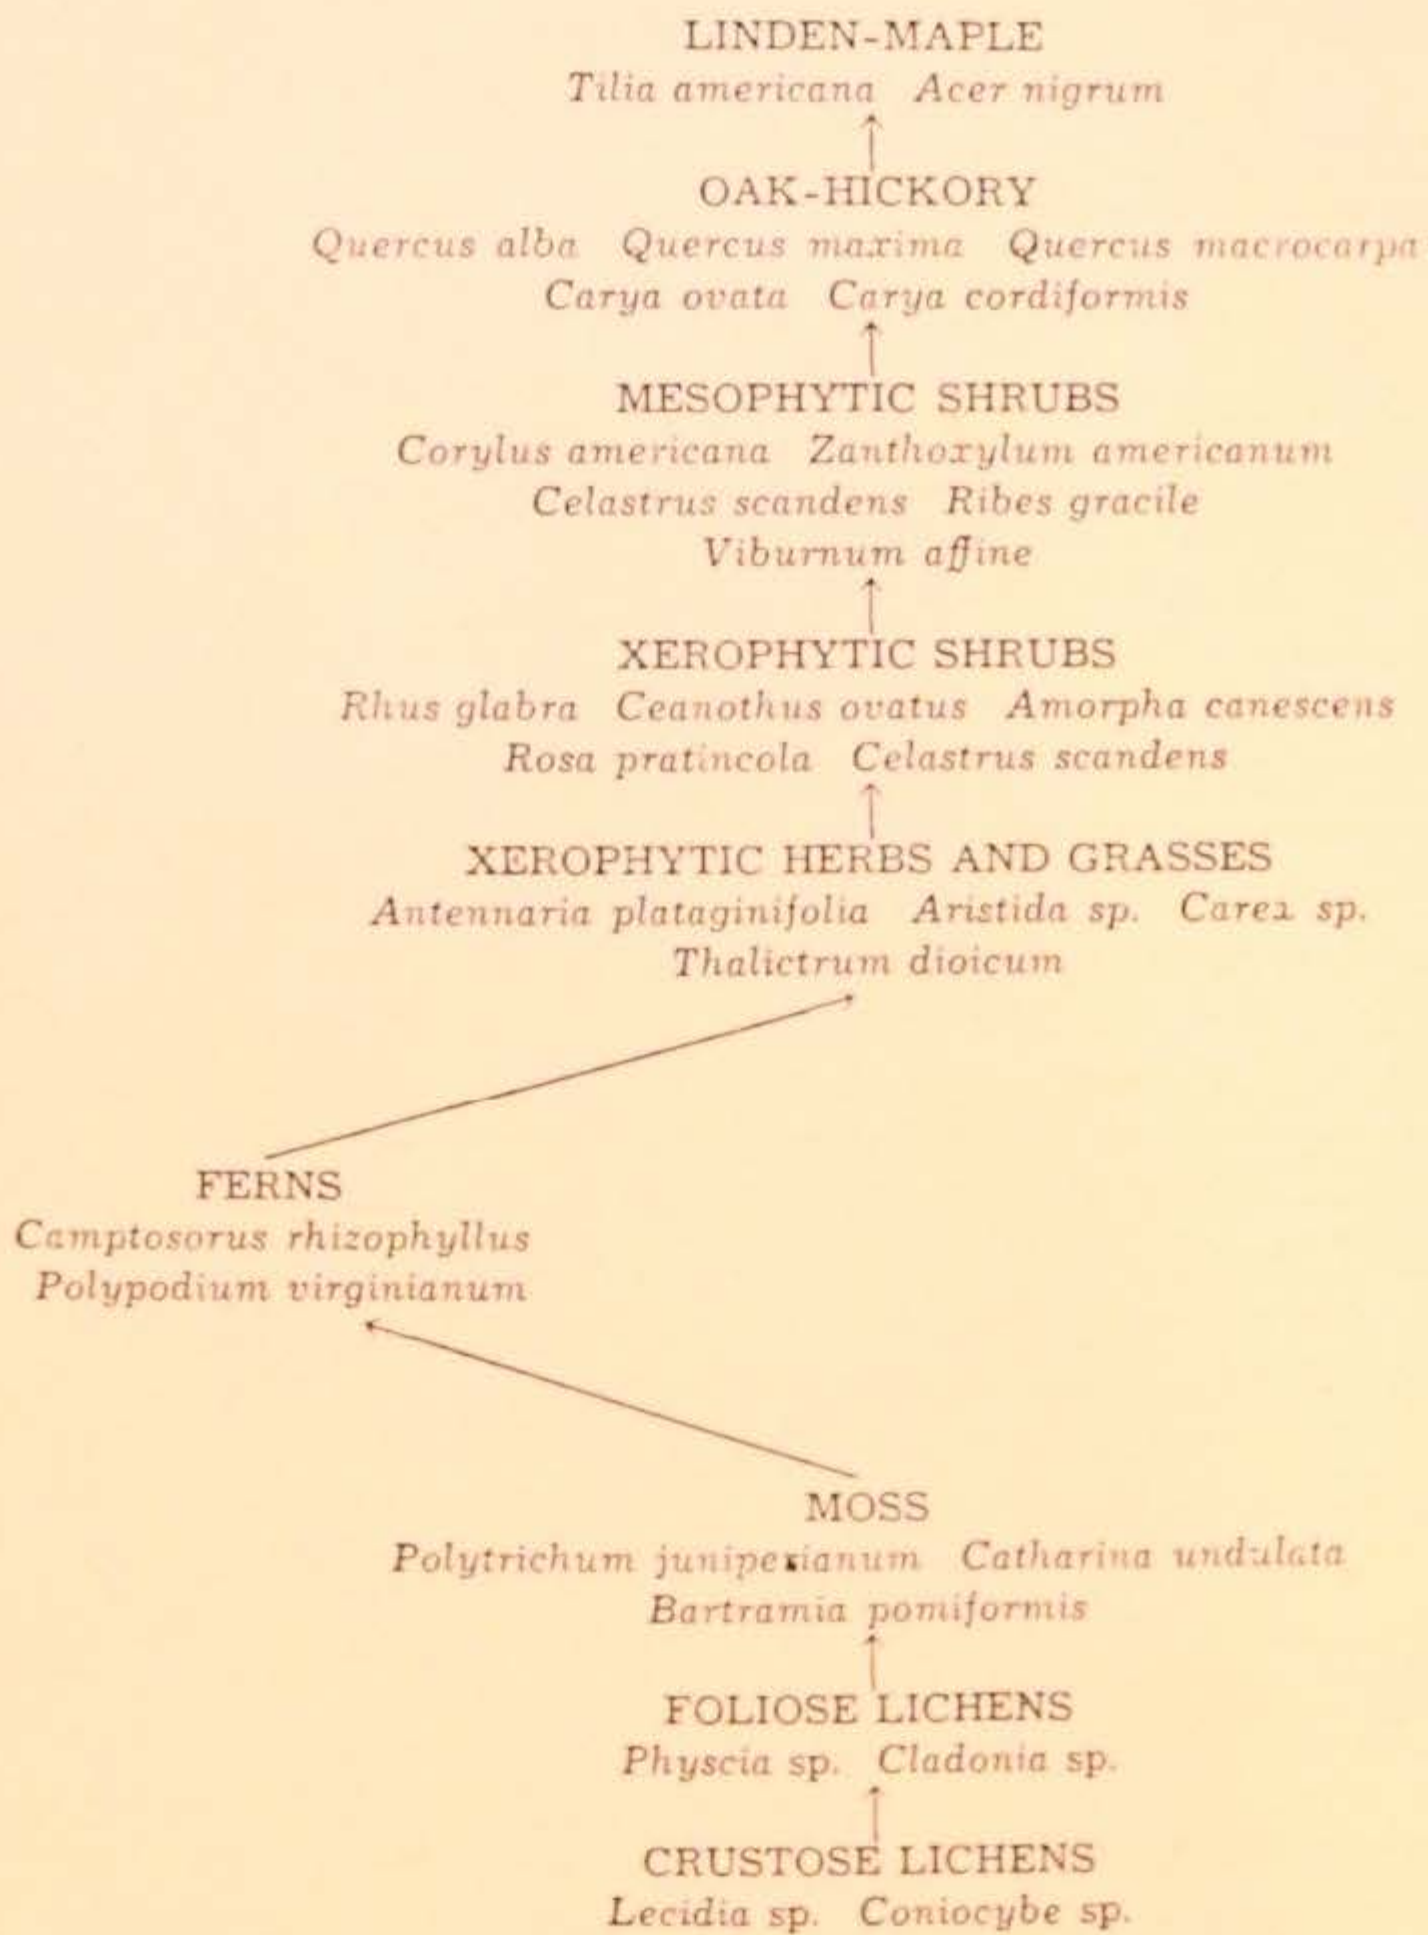 LINDEN-MAPLE
Tilia americana Acer nigrum
OAK-HICKORY
Quercus alba Quercus maxima Quercus macrocarpa
Carya ovata Carya cordiformis
MESOPHYTIC SHRUBS
Corylus americana Zanthoxylum americanum
Celastrus scandens Ribes gracile
Viburnum affine
XEROPHYTIC SHRUBS
Rhus glabra Ceanothus ovatus Amorpha canescens
Rosa pratincola Celastrus scandens
XEROPHYTIC HERBS AND GRASSES
Antennaria plataginifolia Aristida sp. Carex sp.
Thalictrum dioicum
FERNS
Camptosorus rhizophyllus
Polypodium virginianum
MOSS
Polytrichum juniperianum Catharina undulata
Bartramia pomiformis
FOLIOSE LICHENS
Physcia sp. Cladonia sp.
CRUSTOSE LICHENS
Lecidia sp. Coniocybe sp.